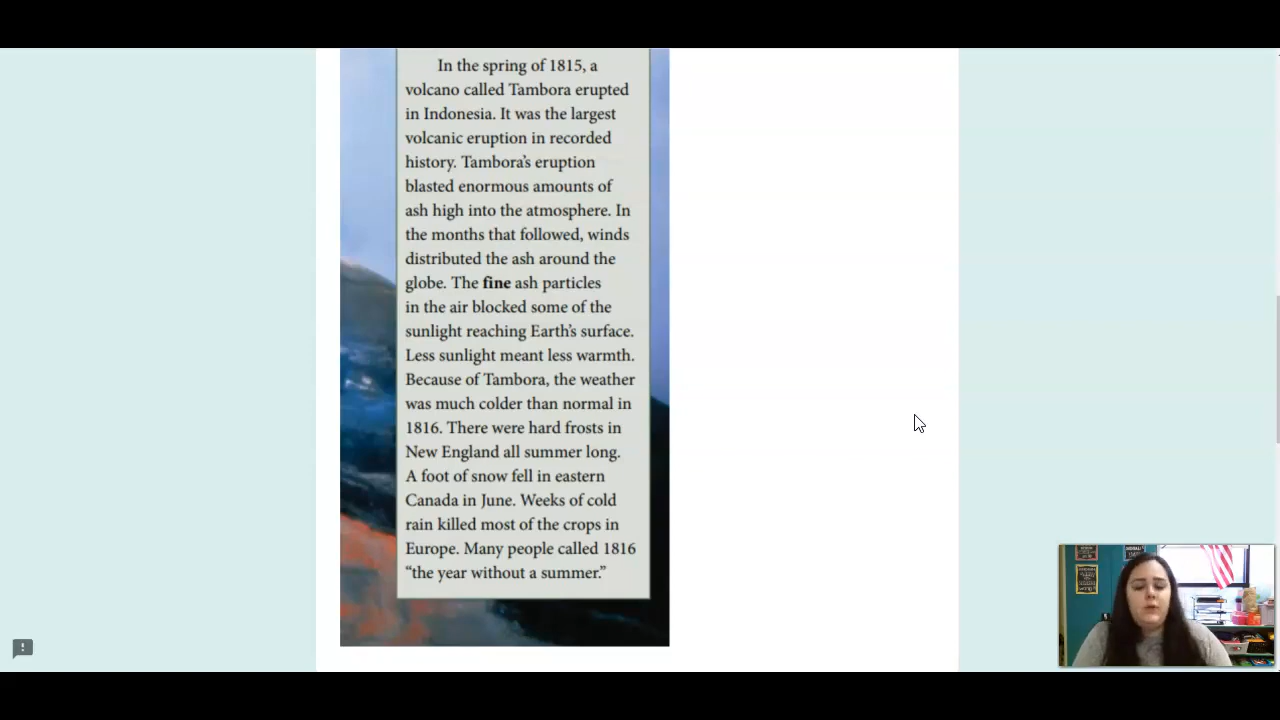 In the spring of 1815, a
volcano called Tambora erupted
in Indonesia. It was the largest
volcanic eruption in recorded
history. Tambora’s eruption
blasted enormous amounts of
ash high into the atmosphere. In
the months that followed, winds
distributed the ash around the
globe. The fine ash particles
in the air blocked some of the
sunlight reaching Earth’s surface.
Less sunlight meant less warmth.
Because of Tambora, the weather
was much colder than normal in
1816. There were hard frosts in
New England all summer long.
A foot of snow fell in eastern
Canada in June. Weeks of cold
rain killed most of the crops in
Europe. Many people called 1816
“the year without a summer.”